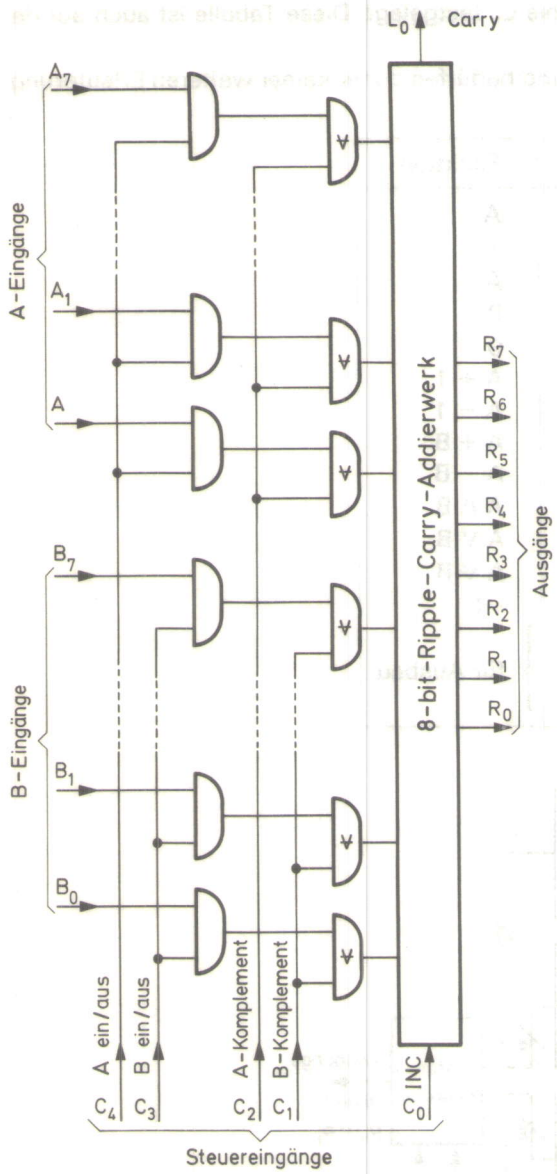 L₀ Carry
A₇
A-Eingänge
A₁
A
B₇
B-Eingänge
B₁
B₀
∀
∀
∀
∀
∀
∀
8-bit-Ripple-Carry-Addierwerk
R₇
R₆
R₅
R₄
R₃
R₂
R₁
R₀
Ausgänge
A ein/aus
B ein/aus
A-Komplement
B-Komplement
INC
C₄
C₃
C₂
C₁
C₀
Steuereingänge